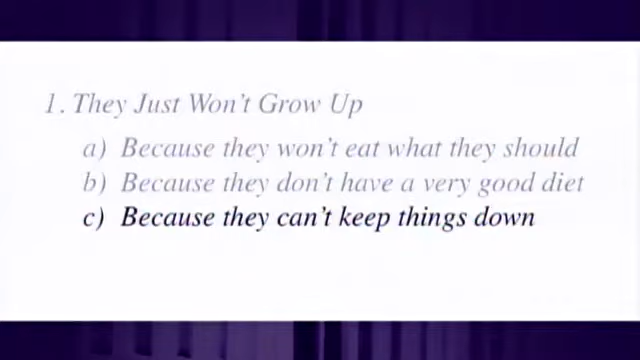 1. They Just Won't Grow Up
a) Because they won't eat what they should
b) Because they don't have a very good diet
c) Because they can't keep things down